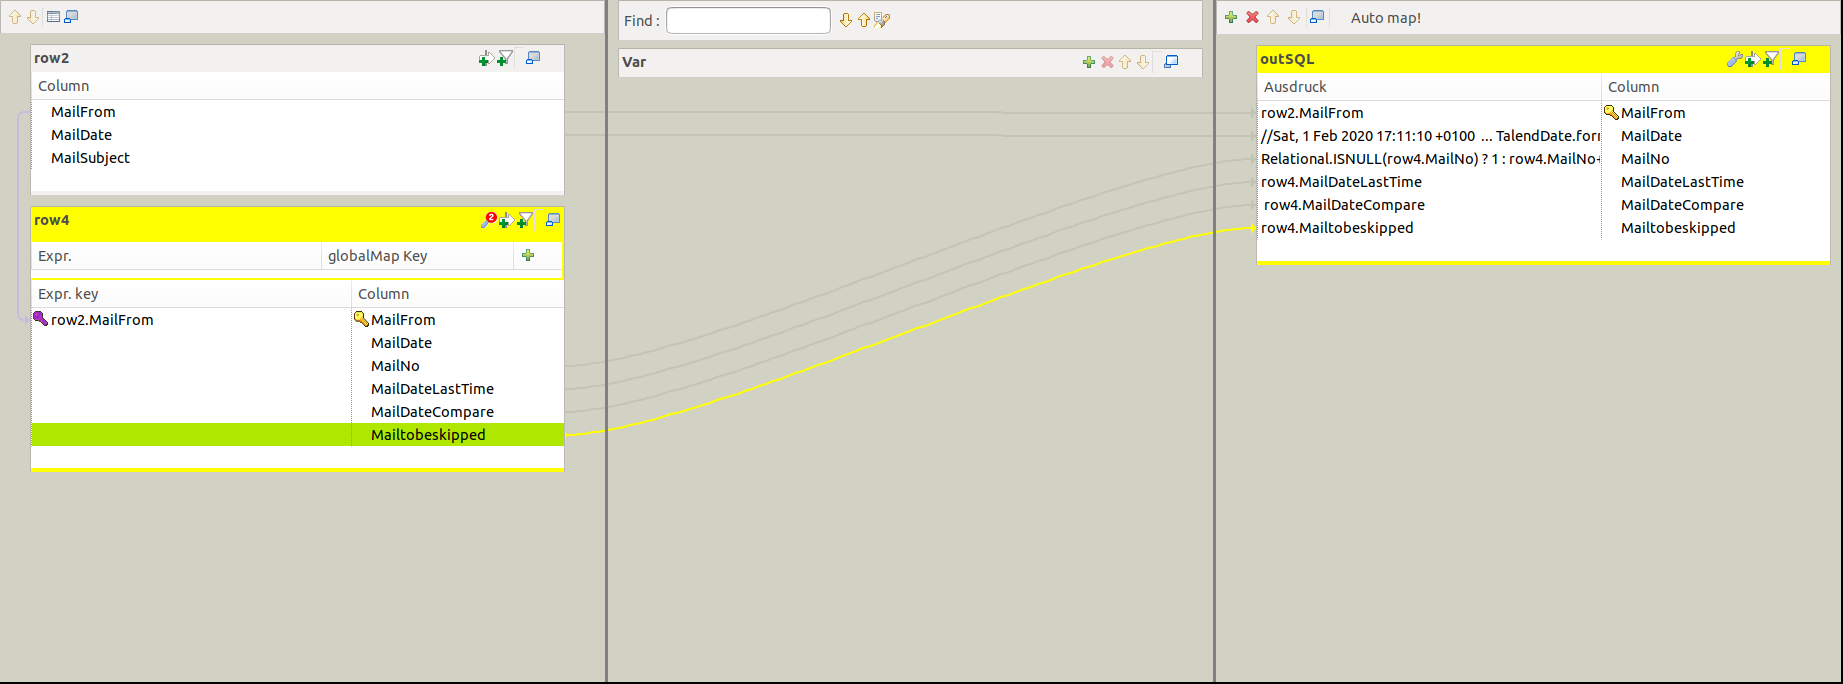 Find :
Auto map!
row2
Column
MailFrom
MailDate
MailSubject
row4
2
Expr.
globalMap Key
Expr. key
Column
row2.MailFrom
MailFrom
MailDate
MailNo
MailDateLastTime
MailDateCompare
Mailtobeskipped
Var
outSQL
Ausdruck
Column
row2.MailFrom
MailFrom
//Sat, 1 Feb 2020 17:11:10 +0100 ... TalendDate.forr
MailDate
Relational.ISNULL(row4.MailNo) ? 1 : row4.MailNo+
MailNo
row4.MailDateLastTime
MailDateLastTime
row4.MailDateCompare
MailDateCompare
row4.Mailtobeskipped
Mailtobeskipped